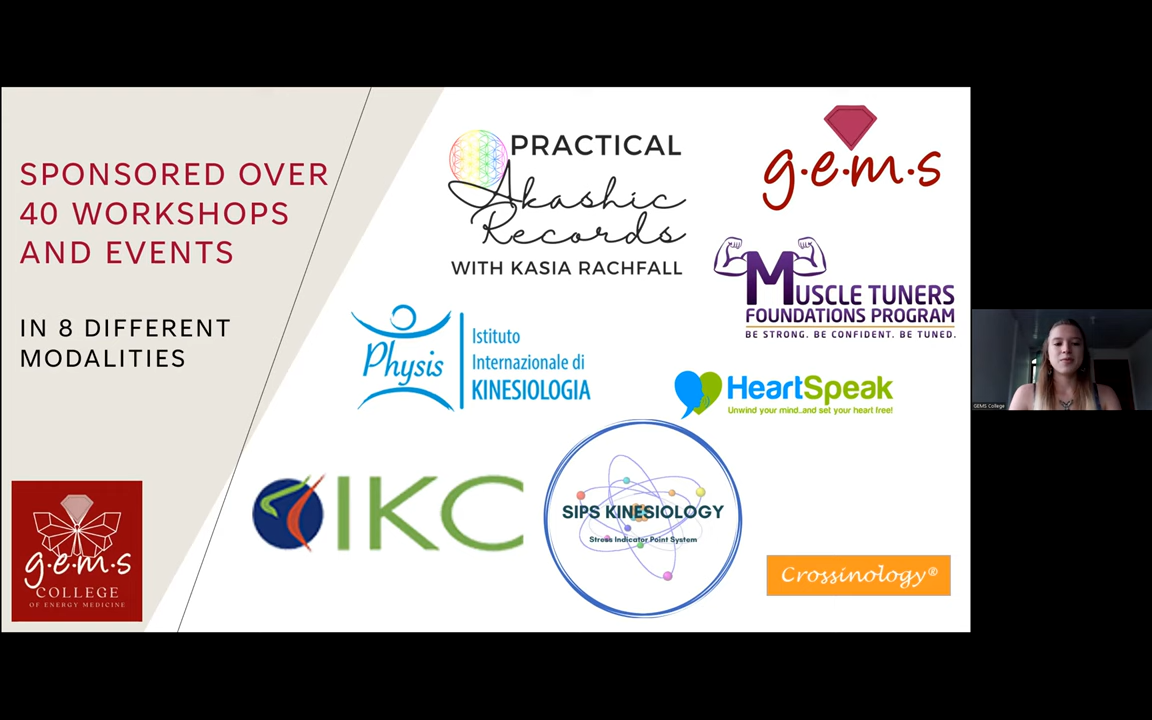 SPONSORED OVER
40 WORKSHOPS
AND EVENTS
IN 8 DIFFERENT
MODALITIES
g.e.m.s
COLLEGE
OF ENERGY MEDICINE
PRACTICAL
Akashic
Records
WITH KASIA RACHFALL
g.e.m.s
MUSCLE TUNERS
FOUNDATIONS PROGRAM
BE STRONG. BE CONFIDENT. BE TUNED.
Physis
Istituto
Internazionale di
KINESIOLOGIA
HeartSpeak
Unwind your mind..and set your heart free!
IKC
SIPS KINESIOLOGY
Stress Indicator Point System
Crossinology®
GEMS College